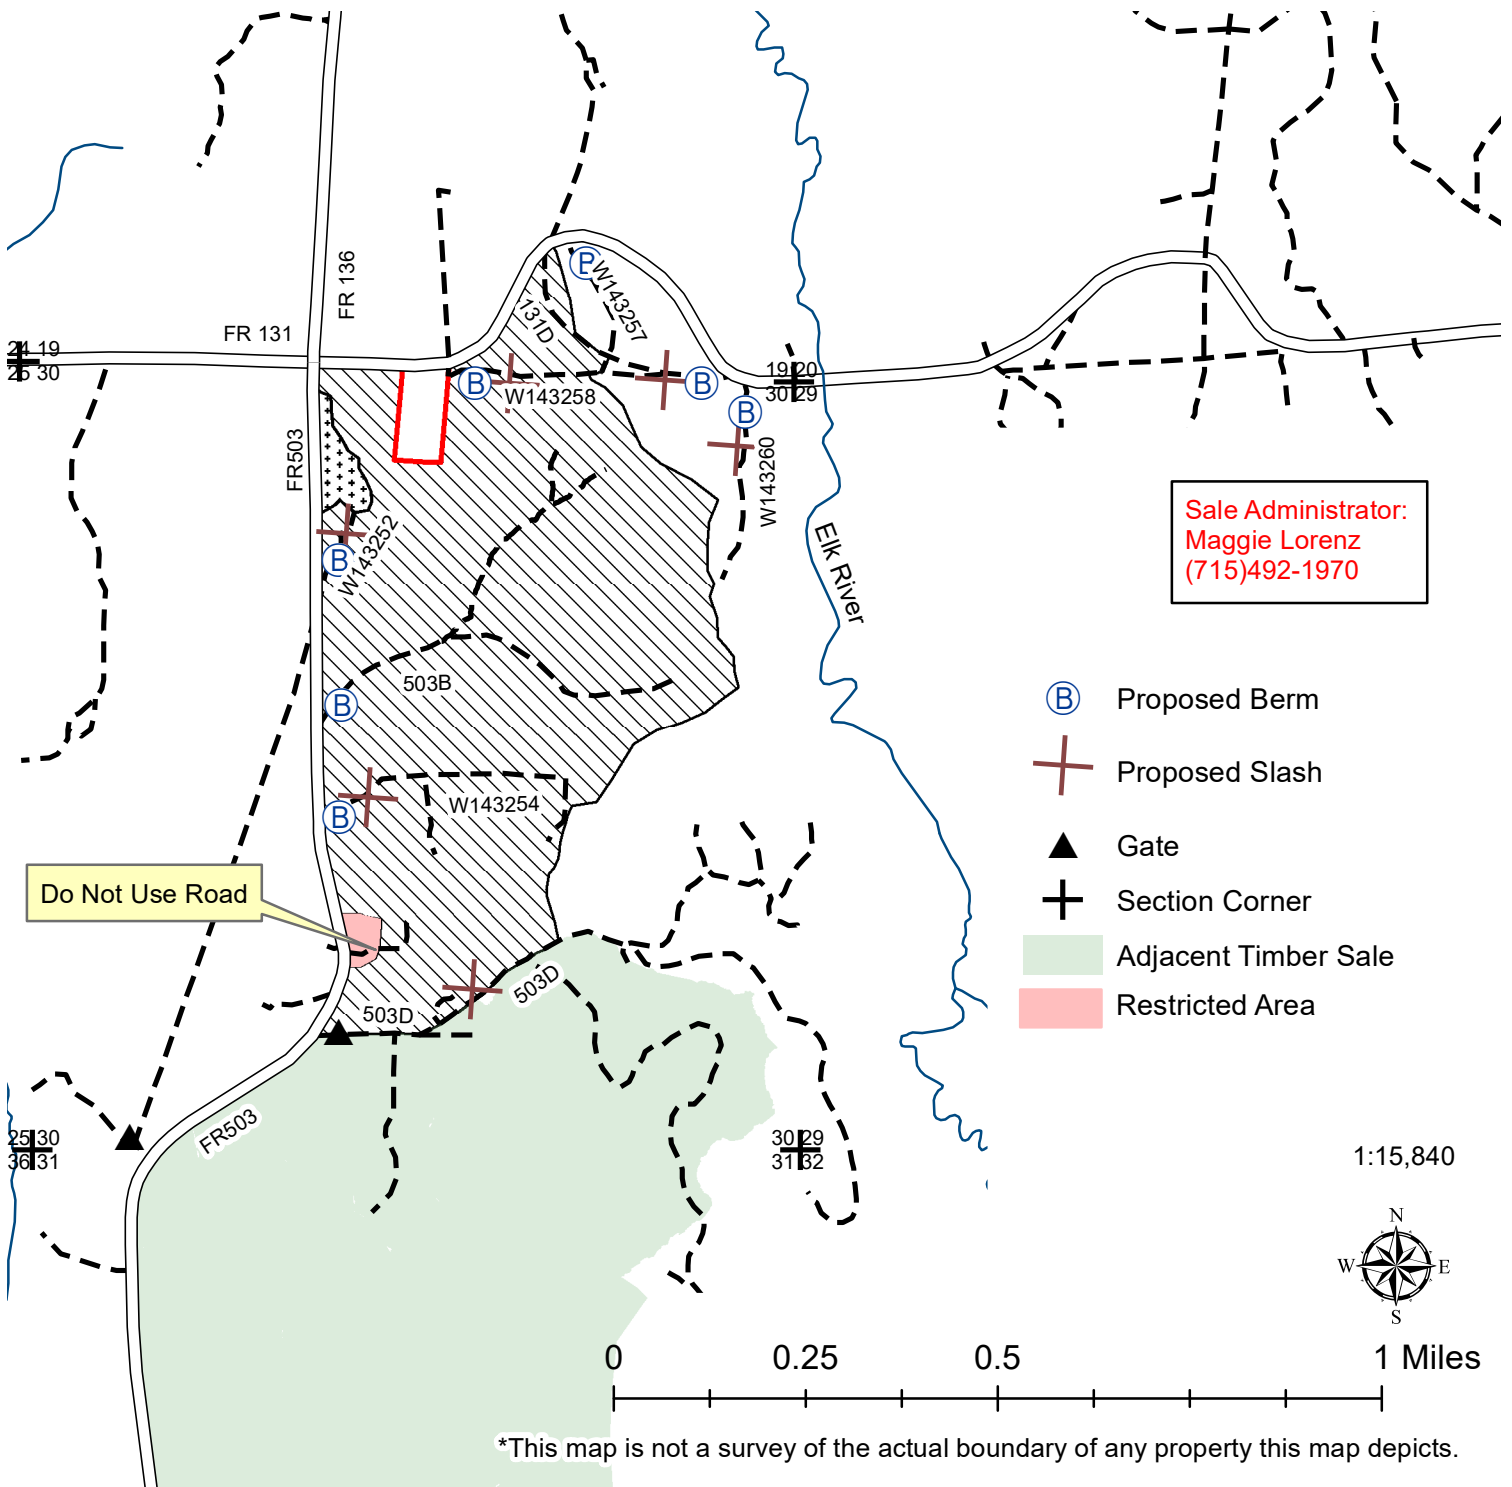 FR 136
FR 131
24 19
25 30
B
W143257
131D
19 20
30 29
B
W143258
B
B
FR503
W143260
W143252
B
Elk River
Sale Administrator:
Maggie Lorenz
(715)492-1970
503B
B
B Proposed Berm
Proposed Slash
W143254
B
Gate
Do Not Use Road
Section Corner
Adjacent Timber Sale
503D
Restricted Area
503D
FR503
25 30
36 31
30 29
31 32
1:15,840
N
W E
S
0 0.25 0.5 1 Miles
*This map is not a survey of the actual boundary of any property this map depicts.